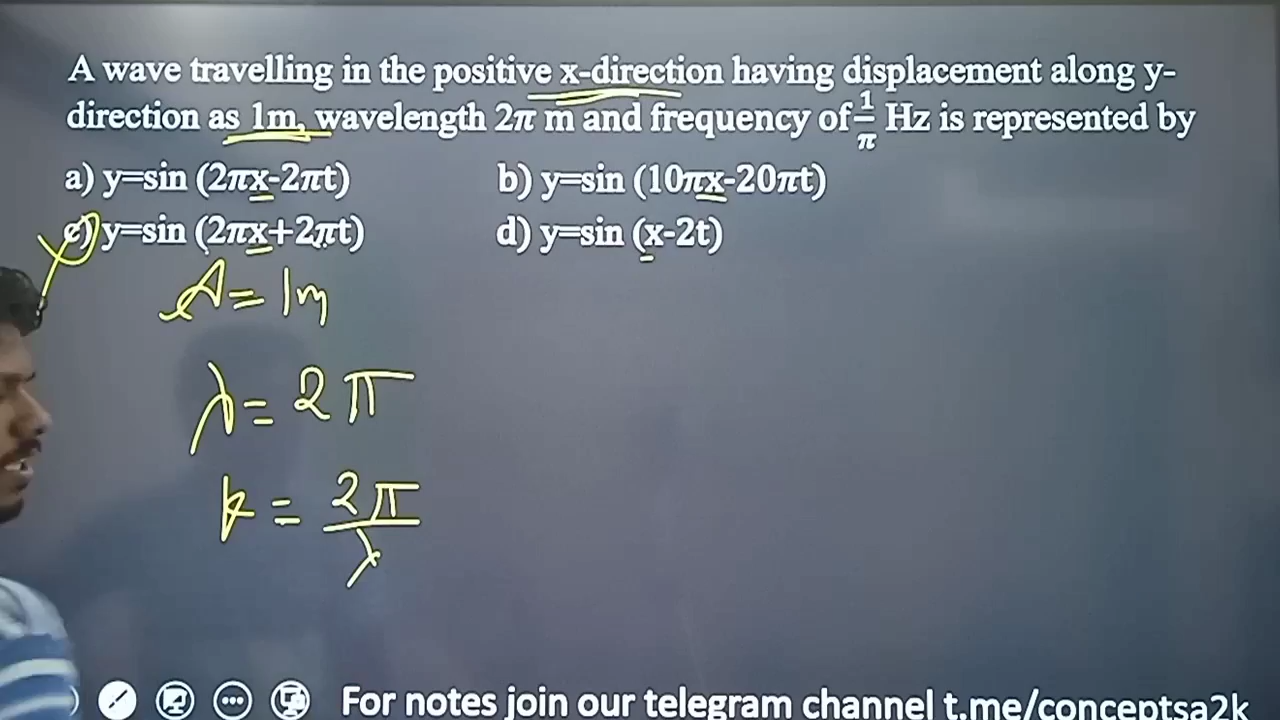 A wave travelling in the positive x-direction having displacement along y-
direction as 1m, wavelength 2π m and frequency of 1/π Hz is represented by
a) y=sin (2πx-2πt) b) y=sin (10πx-20πt)
c) y=sin (2πx+2πt) d) y=sin (x-2t)
A = 1m
λ = 2π
k = 2π/λ
For notes join our telegram channel t.me/conceptsa2k